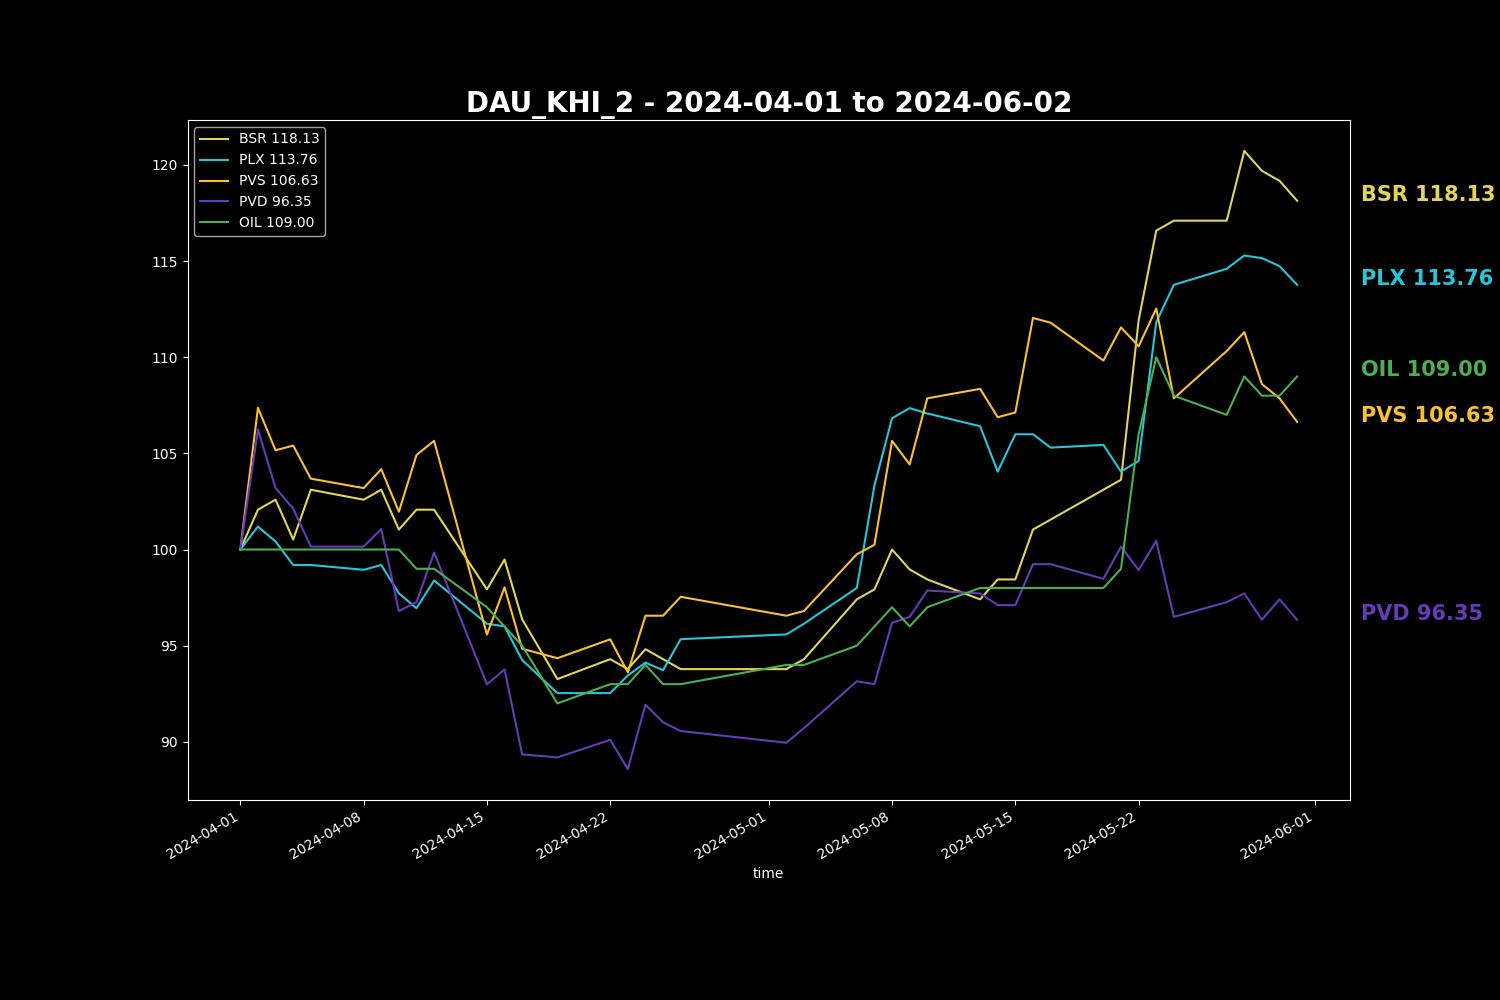 DAU_KHI_2 - 2024-04-01 to 2024-06-02
BSR 118.13
PLX 113.76
PVS 106.63
PVD 96.35
OIL 109.00
120
115
110
105
100
95
90
BSR 118.13
PLX 113.76
OIL 109.00
PVS 106.63
PVD 96.35
2024-04-01
2024-04-08
2024-04-15
2024-04-22
2024-05-01
2024-05-08
2024-05-15
2024-05-22
2024-06-01
time